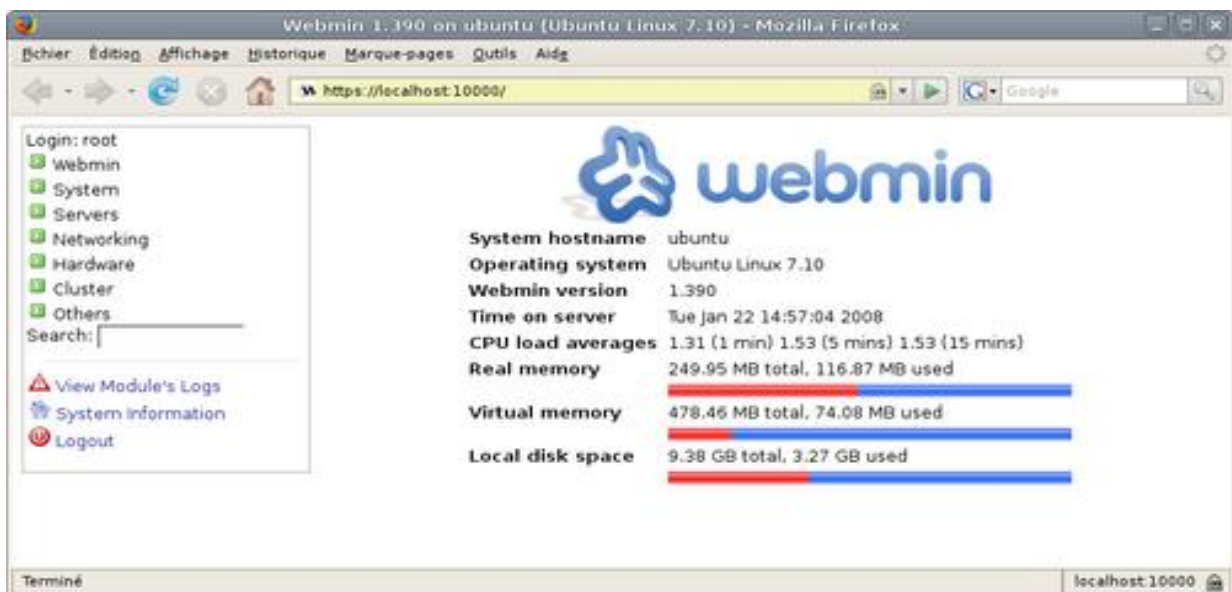 Webmin 1.390 on ubuntu (Ubuntu Linux 7.10) - Mozilla Firefox
Fichier Édition Affichage Historique Marque-pages Outils Aide
https://localhost:10000/
Google
Login: root
Webmin
System
Servers
Networking
Hardware
Cluster
Others
Search:
View Module's Logs
System Information
Logout
webmin
System hostname ubuntu
Operating system Ubuntu Linux 7.10
Webmin version 1.390
Time on server Tue Jan 22 14:57:04 2008
CPU load averages 1.31 (1 min) 1.53 (5 mins) 1.53 (15 mins)
Real memory 249.95 MB total, 116.87 MB used
Virtual memory 478.46 MB total, 74.08 MB used
Local disk space 9.38 GB total, 3.27 GB used
Terminé
localhost:10000